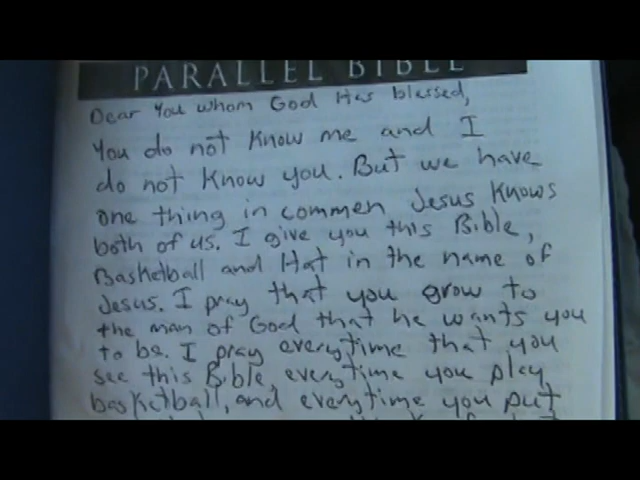 PARALLEL BIBLE
Dear You whom God Has blessed,
You do not know me and I
do not know you. But we have
one thing in commen Jesus knows
both of us. I give you this Bible,
Basketball and Hat in the name of
Jesus. I pray that you grow to
the man of God that he wants you
to be. I pray everytime that you
see this Bible, everytime you play
basketball, and everytime you put